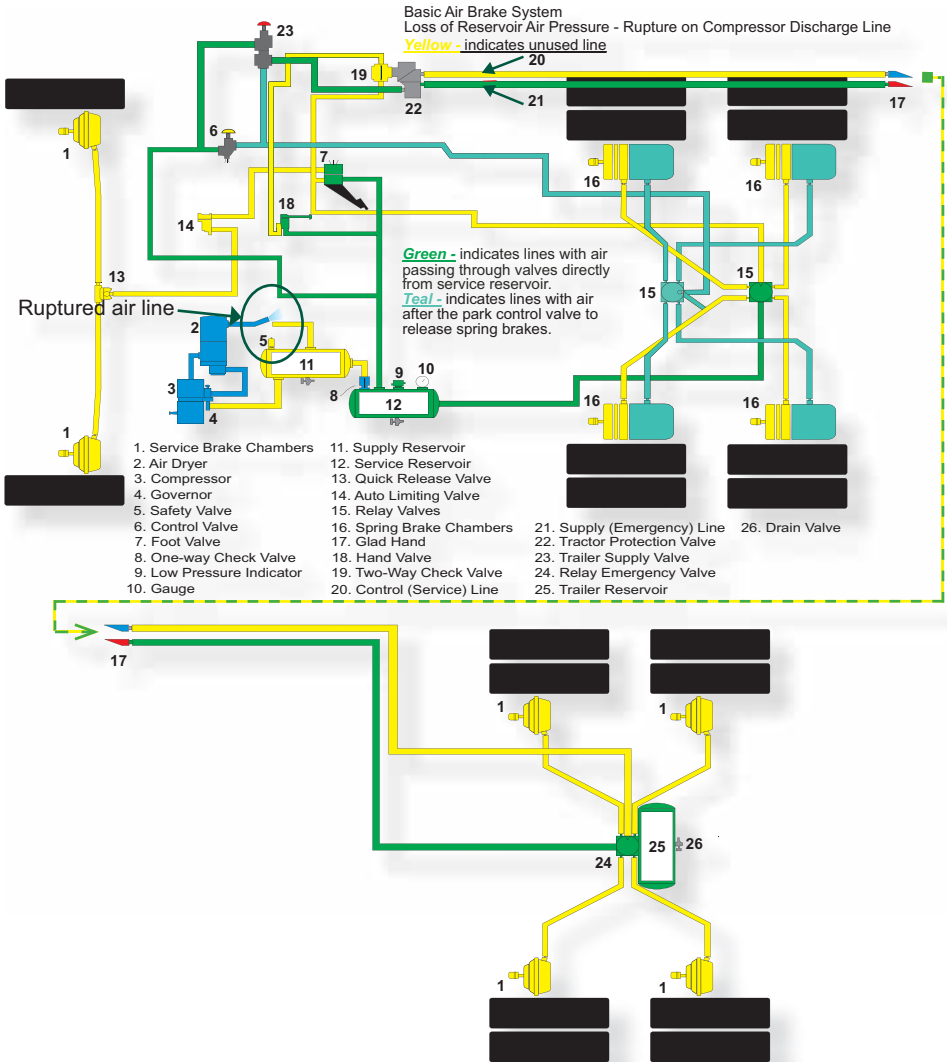 Basic Air Brake System
Loss of Reservoir Air Pressure - Rupture on Compressor Discharge Line
Yellow - indicates unused line
23
20
19
22
21
17
1
6
7
16
16
18
14
Green - indicates lines with air
passing through valves directly
from service reservoir.
Teal - indicates lines with air
after the park control valve to
release spring brakes.
15
15
13
Ruptured air line
2
5
11
9
10
3
4
8
12
16
16
1
1. Service Brake Chambers
2. Air Dryer
3. Compressor
4. Governor
5. Safety Valve
6. Control Valve
7. Foot Valve
8. One-way Check Valve
9. Low Pressure Indicator
10. Gauge
11. Supply Reservoir
12. Service Reservoir
13. Quick Release Valve
14. Auto Limiting Valve
15. Relay Valves
16. Spring Brake Chambers
17. Glad Hand
18. Hand Valve
19. Two-Way Check Valve
20. Control (Service) Line
21. Supply (Emergency) Line
22. Tractor Protection Valve
23. Trailer Supply Valve
24. Relay Emergency Valve
25. Trailer Reservoir
26. Drain Valve
17
1
1
24
25
26
1
1